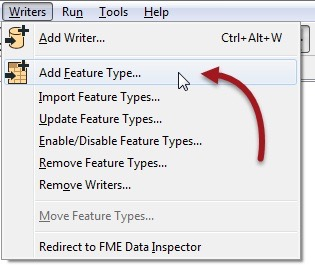 Writers Run Tools Help
Add Writer... Ctrl+Alt+W
Add Feature Type...
Import Feature Types...
Update Feature Types...
Enable/Disable Feature Types...
Remove Feature Types...
Remove Writers...
Move Feature Types...
Redirect to FME Data Inspector